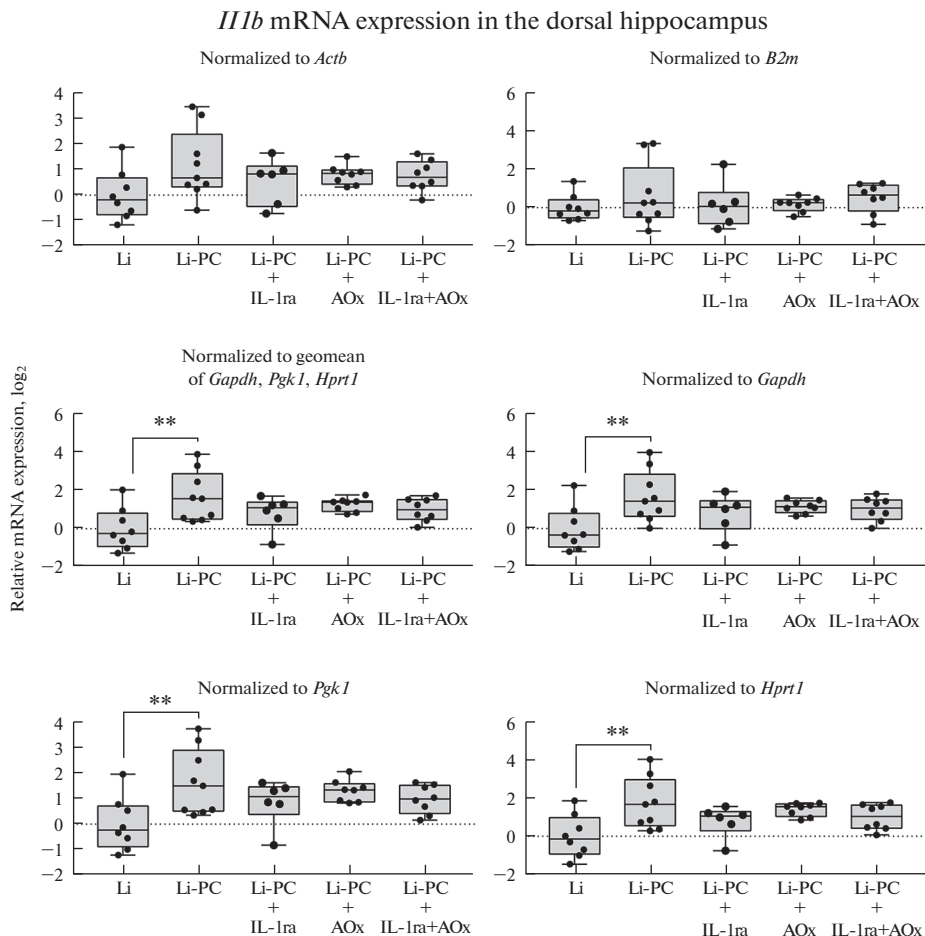 Il1b mRNA expression in the dorsal hippocampus
Normalized to Actb
4
3
2
1
0
−1
−2
Li
Li-PC
Li-PC
+
IL-1ra
Li-PC
+
AOx
Li-PC
+
IL-1ra+AOx
Normalized to B2m
6
4
2
0
−2
Li
Li-PC
Li-PC
+
IL-1ra
Li-PC
+
AOx
Li-PC
+
IL-1ra+AOx
Relative mRNA expression, log2
Normalized to geomean
of Gapdh, Pgk1, Hprt1
6
4
2
0
−2
**
Li
Li-PC
Li-PC
+
IL-1ra
Li-PC
+
AOx
Li-PC
+
IL-1ra+AOx
Normalized to Gapdh
6
4
2
0
−2
**
Li
Li-PC
Li-PC
+
IL-1ra
Li-PC
+
AOx
Li-PC
+
IL-1ra+AOx
Normalized to Pgk1
4
3
2
1
0
−1
−2
**
Li
Li-PC
Li-PC
+
IL-1ra
Li-PC
+
AOx
Li-PC
+
IL-1ra+AOx
Normalized to Hprt1
6
4
2
0
−2
**
Li
Li-PC
Li-PC
+
IL-1ra
Li-PC
+
AOx
Li-PC
+
IL-1ra+AOx